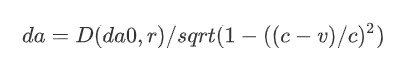 da = D(da0, r)/sqrt(1 − ((c − v)/c)²)